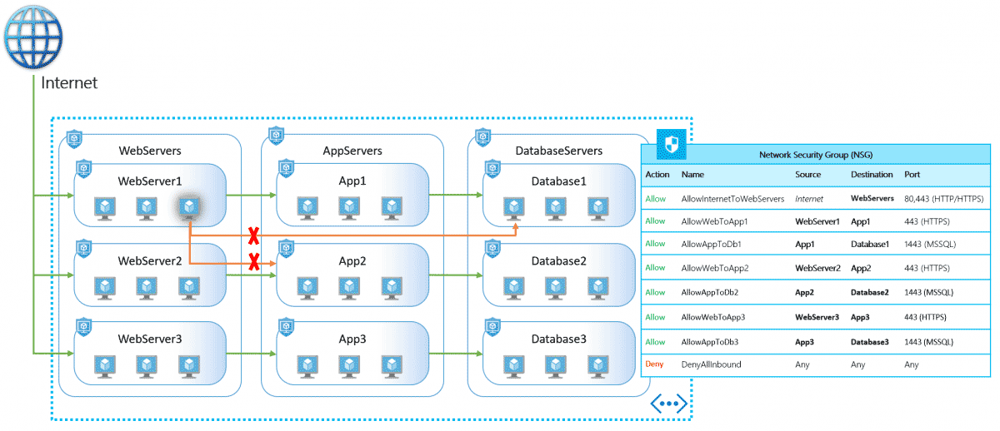 Internet
WebServers
AppServers
DatabaseServers
WebServer1
App1
Database1
WebServer2
App2
Database2
WebServer3
App3
Database3
Network Security Group (NSG)
Action Name Source Destination Port
Allow AllowInternetToWebServers Internet WebServers 80,443 (HTTP/HTTPS)
Allow AllowWebToApp1 WebServer1 App1 443 (HTTPS)
Allow AllowAppToDb1 App1 Database1 1443 (MSSQL)
Allow AllowWebToApp2 WebServer2 App2 443 (HTTPS)
Allow AllowAppToDb2 App2 Database2 1443 (MSSQL)
Allow AllowWebToApp3 WebServer3 App3 443 (HTTPS)
Allow AllowAppToDb3 App3 Database3 1443 (MSSQL)
Deny DenyAllInbound Any Any Any